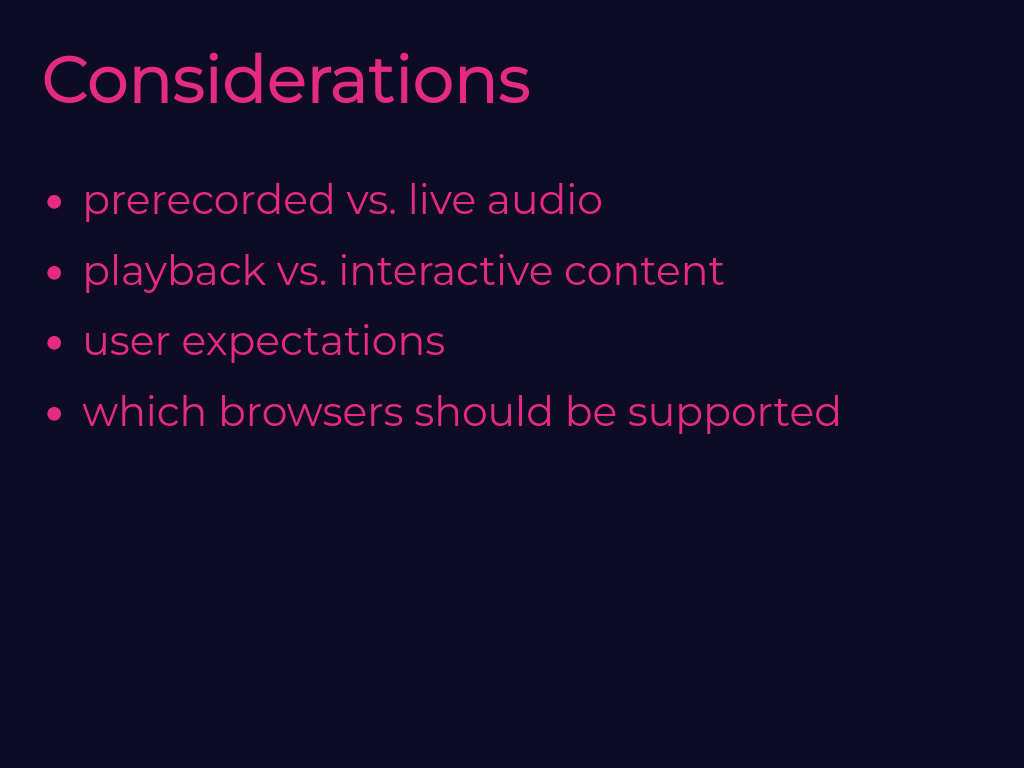 Considerations
• prerecorded vs. live audio
• playback vs. interactive content
• user expectations
• which browsers should be supported